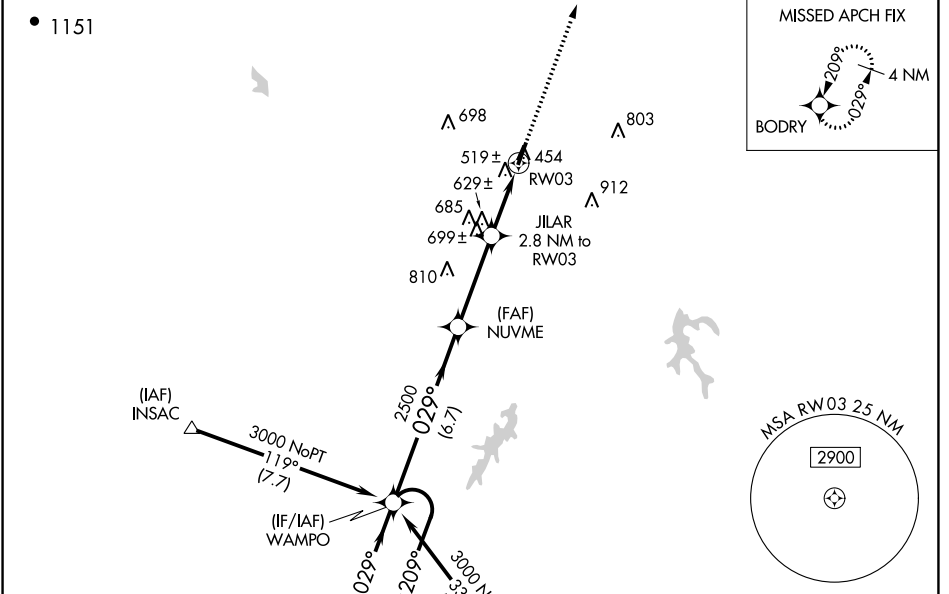 1151
MISSED APCH FIX
209°
029°
4 NM
BODRY
698
803
519 ±
454
RW03
629 ±
912
685
699 ±
JILAR
2.8 NM to
RW03
810
(FAF)
NUVME
2500
029°
(6.7)
(IAF)
INSAC
3000 NoPT
119°
(7.7)
(IF/IAF)
WAMPO
029°
209°
3000 N
MSA RW03 25 NM
2900